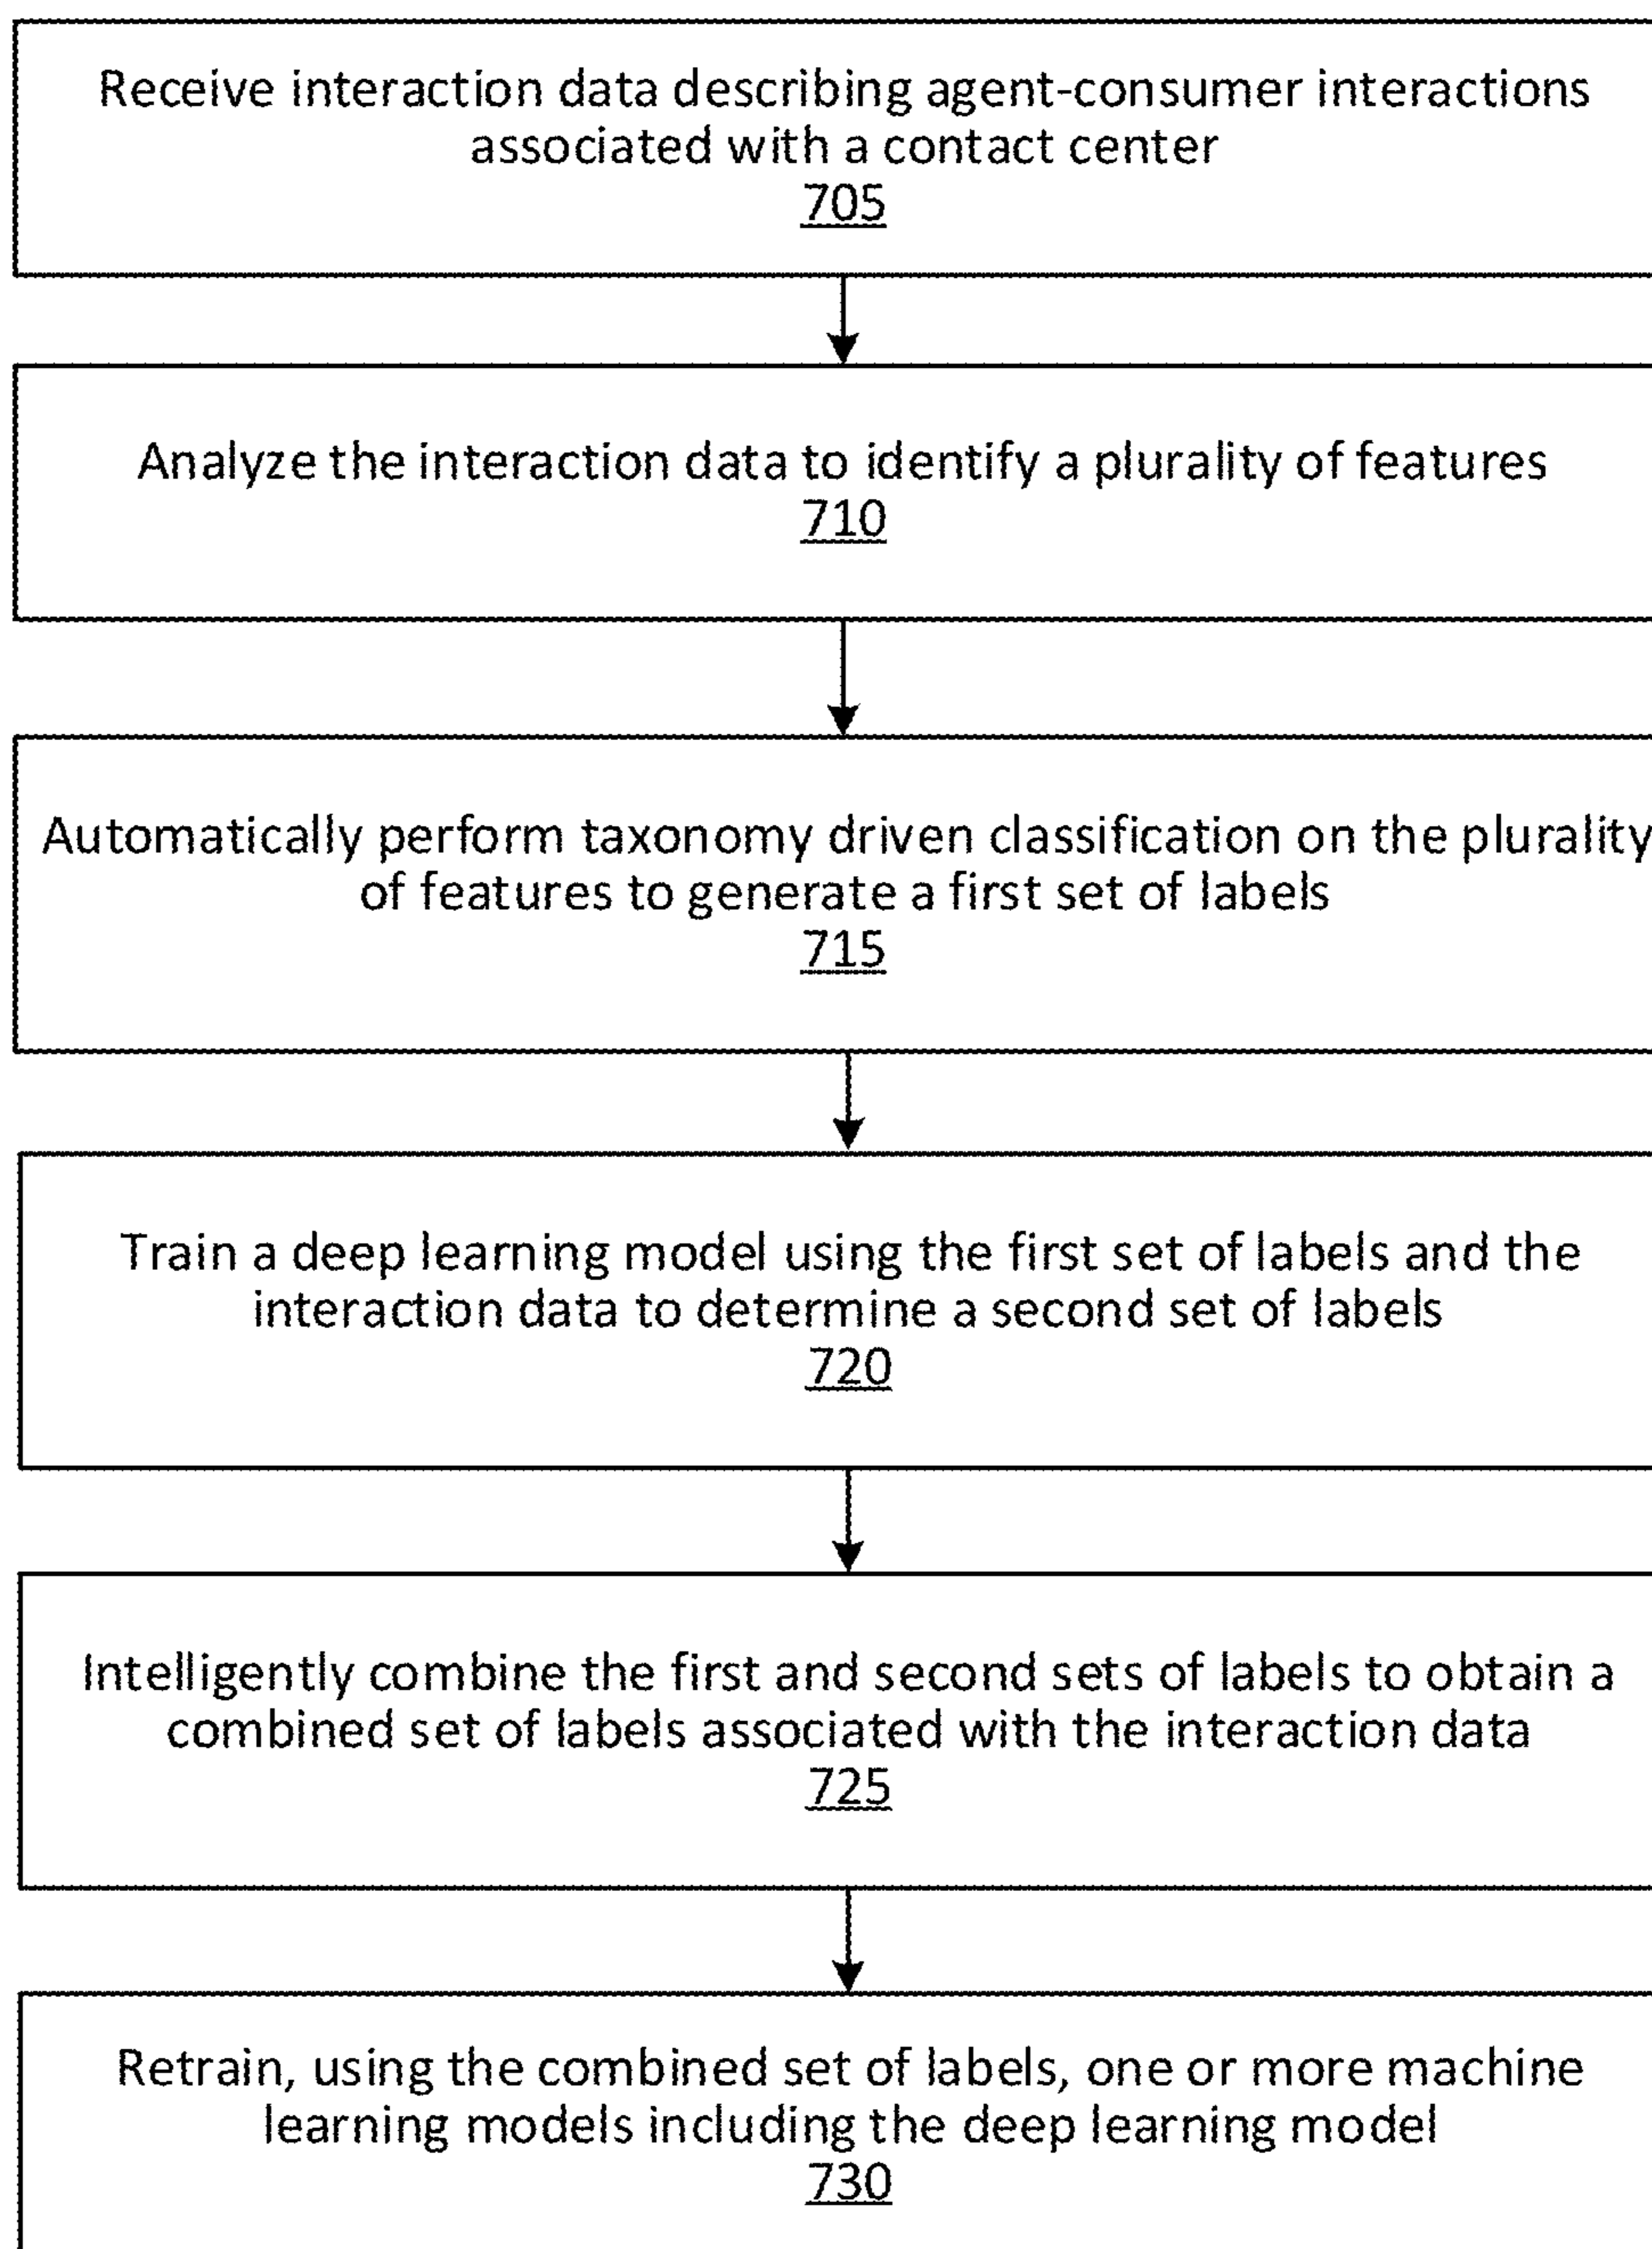 Receive interaction data describing agent-consumer interactions
associated with a contact center
705
Analyze the interaction data to identify a plurality of features
710
Automatically perform taxonomy driven classification on the plurality
of features to generate a first set of labels
715
Train a deep learning model using the first set of labels and the
interaction data to determine a second set of labels
720
Intelligently combine the first and second sets of labels to obtain a
combined set of labels associated with the interaction data
725
Retrain, using the combined set of labels, one or more machine
learning models including the deep learning model
730